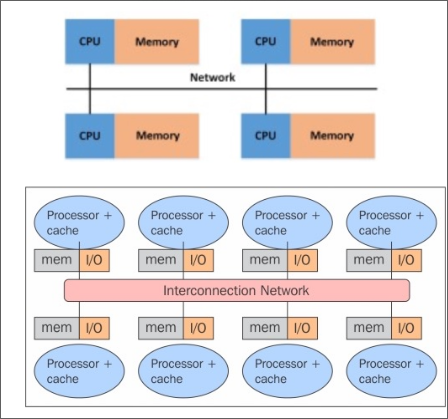 CPU Memory CPU Memory
Network
CPU Memory CPU Memory
Processor + Processor + Processor + Processor +
cache cache cache cache
mem I/O mem I/O mem I/O mem I/O
Interconnection Network
mem I/O mem I/O mem I/O mem I/O
Processor + Processor + Processor + Processor +
cache cache cache cache